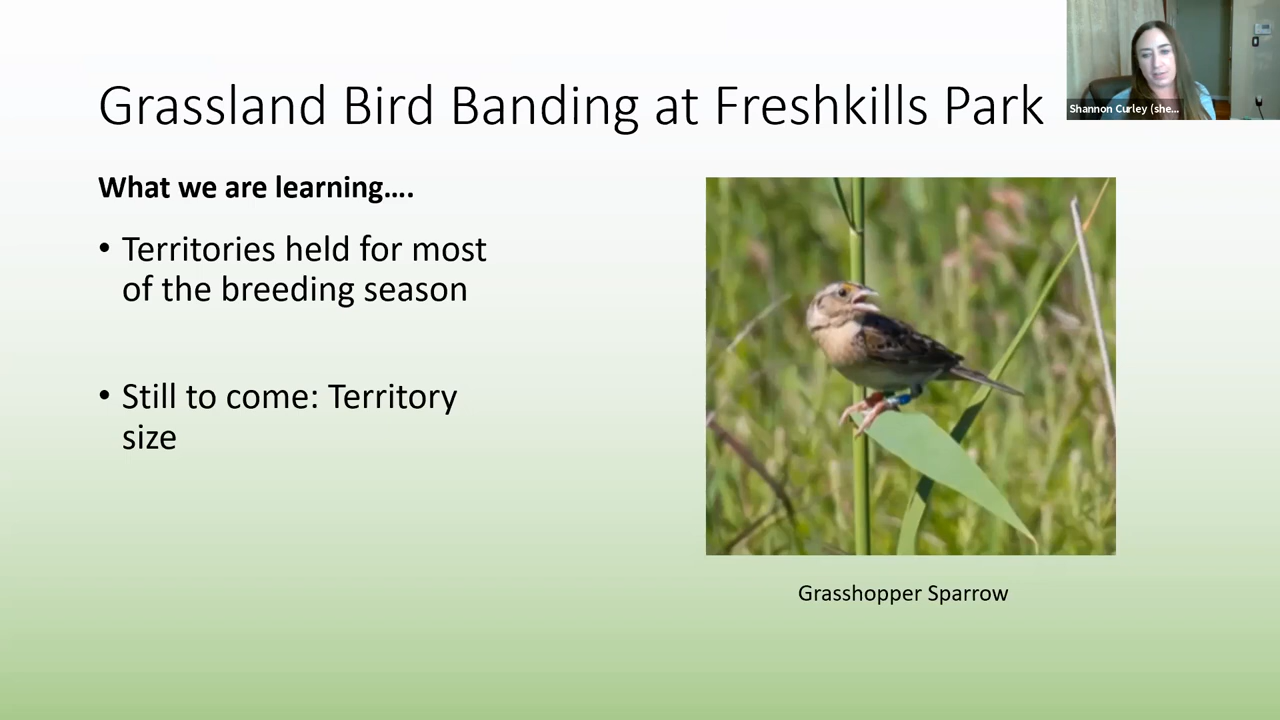 Grassland Bird Banding at Freshkills Park
Shannon Curley (she...
What we are learning....
• Territories held for most
of the breeding season
• Still to come: Territory
size
Grasshopper Sparrow